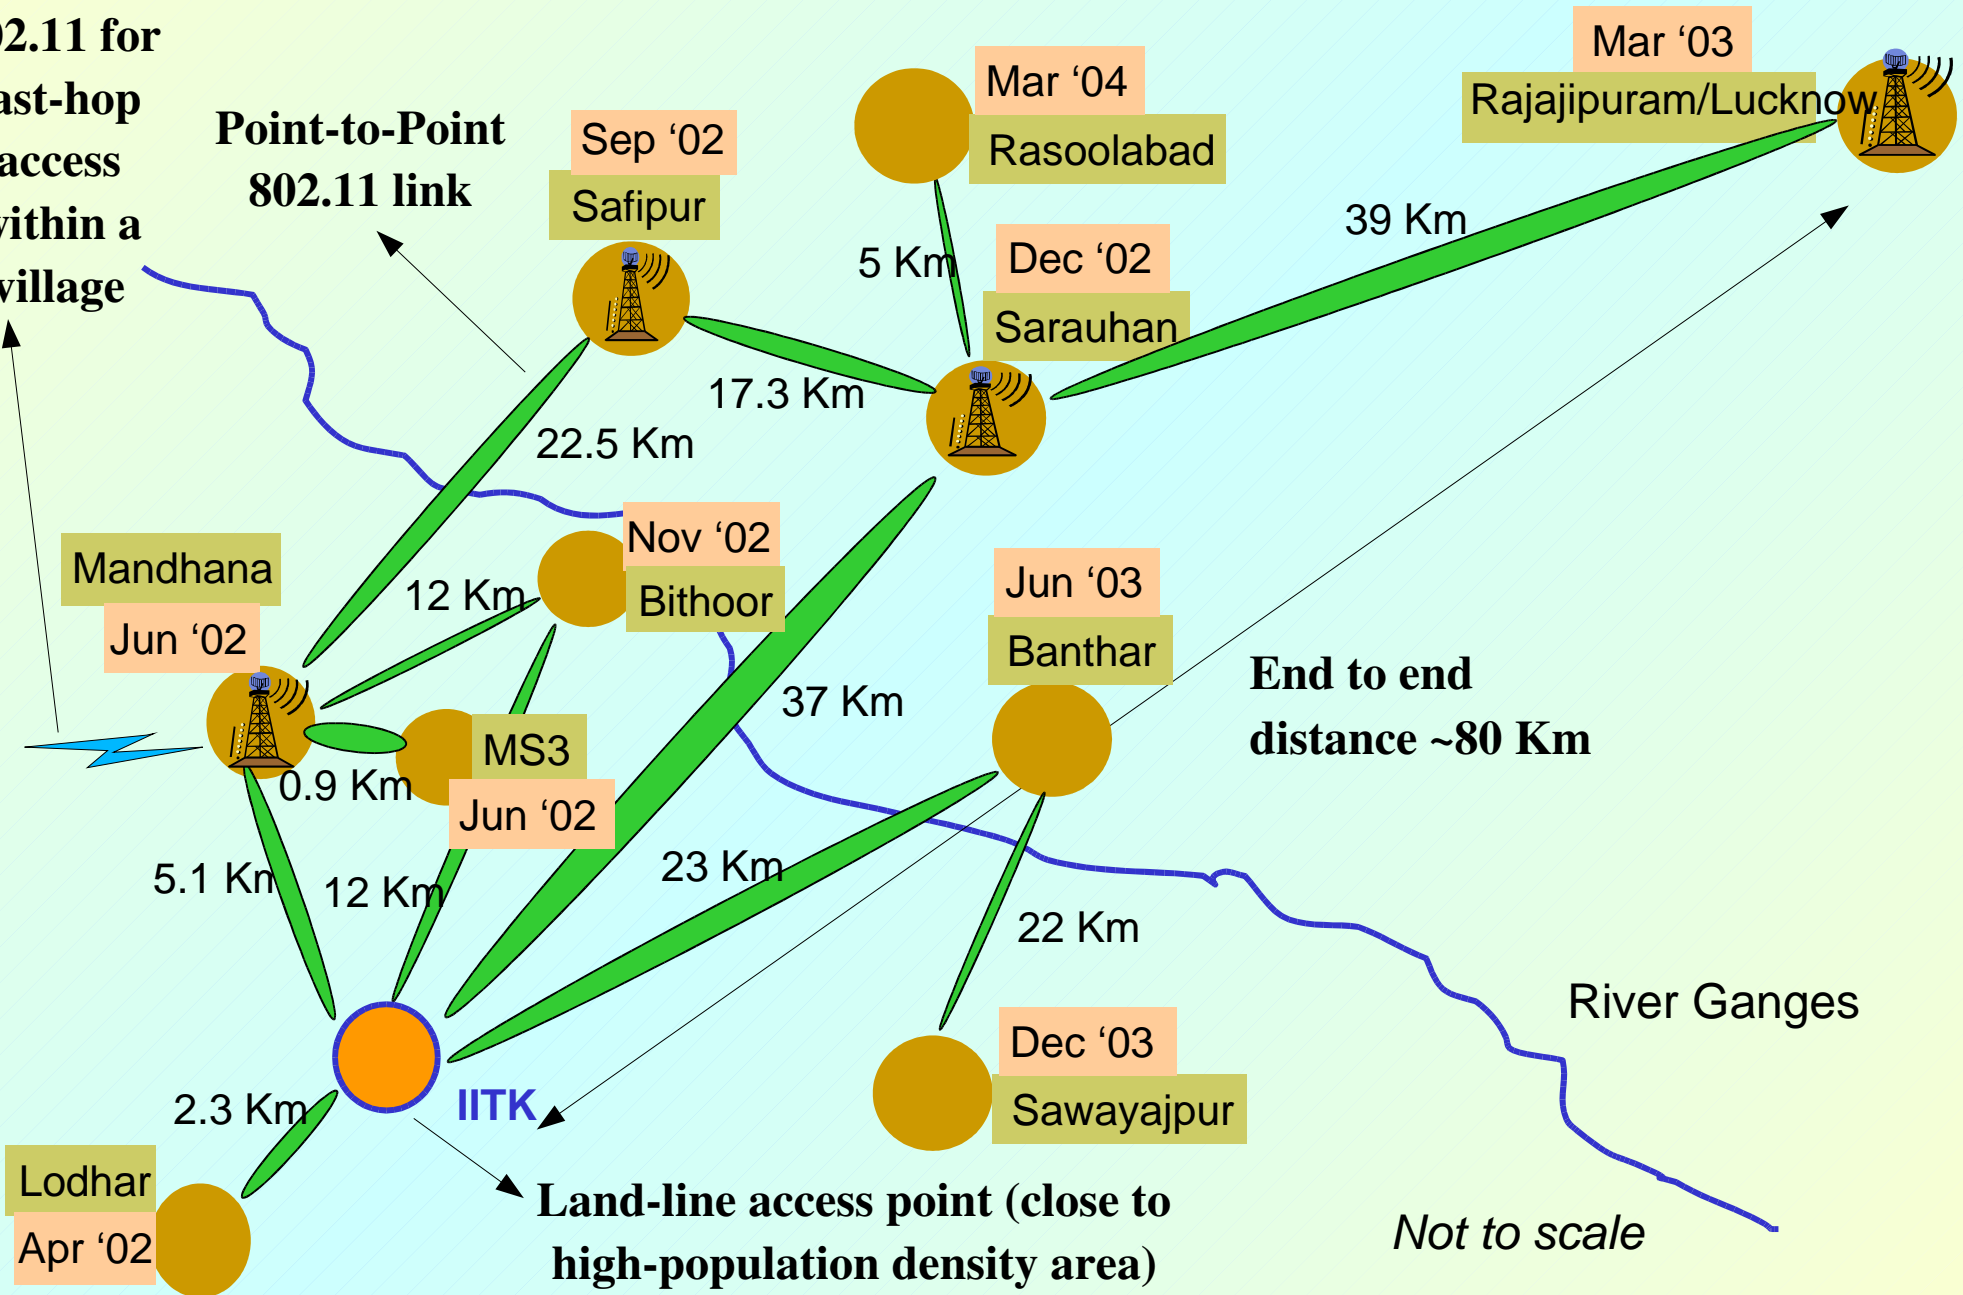 02.11 for
ast-hop
access
within a
village
Point-to-Point
802.11 link
Sep ‘02
Safipur
Mar ‘04
Rasoolabad
Mar ‘03
Rajajipuram/Lucknow
39 Km
5 Km
Dec ‘02
Sarauhan
17.3 Km
22.5 Km
Mandhana
Jun ‘02
12 Km
Nov ‘02
Bithoor
37 Km
Jun ‘03
Banthar
End to end
distance ~80 Km
MS3
Jun ‘02
0.9 Km
5.1 Km
12 Km
23 Km
22 Km
River Ganges
Dec ‘03
Sawayajpur
IITK
2.3 Km
Lodhar
Apr ‘02
Land-line access point (close to
high-population density area)
Not to scale